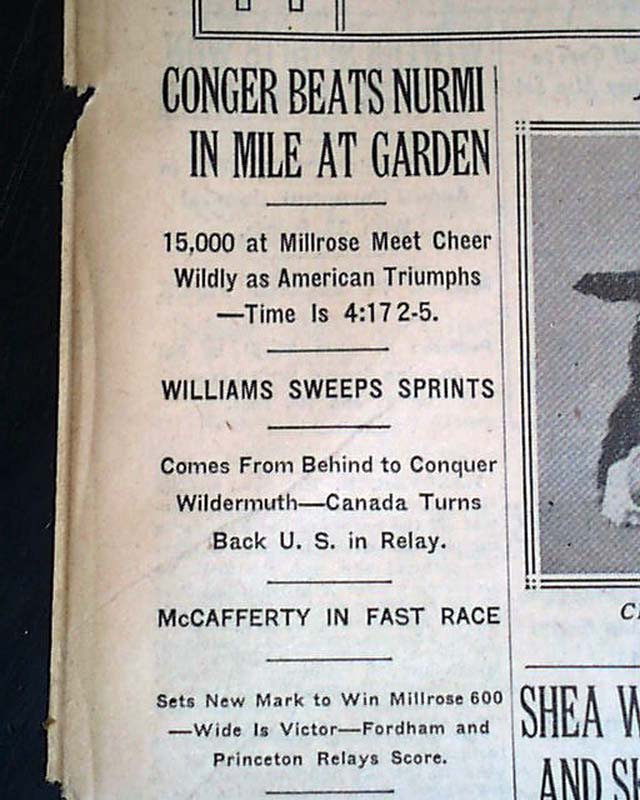 CONGER BEATS NURMI
IN MILE AT GARDEN
15,000 at Millrose Meet Cheer
Wildly as American Triumphs
—Time Is 4:17 2-5.
WILLIAMS SWEEPS SPRINTS
Comes From Behind to Conquer
Wildermuth—Canada Turns
Back U. S. in Relay.
McCAFFERTY IN FAST RACE
Sets New Mark to Win Millrose 600
—Wide Is Victor—Fordham and
Princeton Relays Score.
SHEA
AND